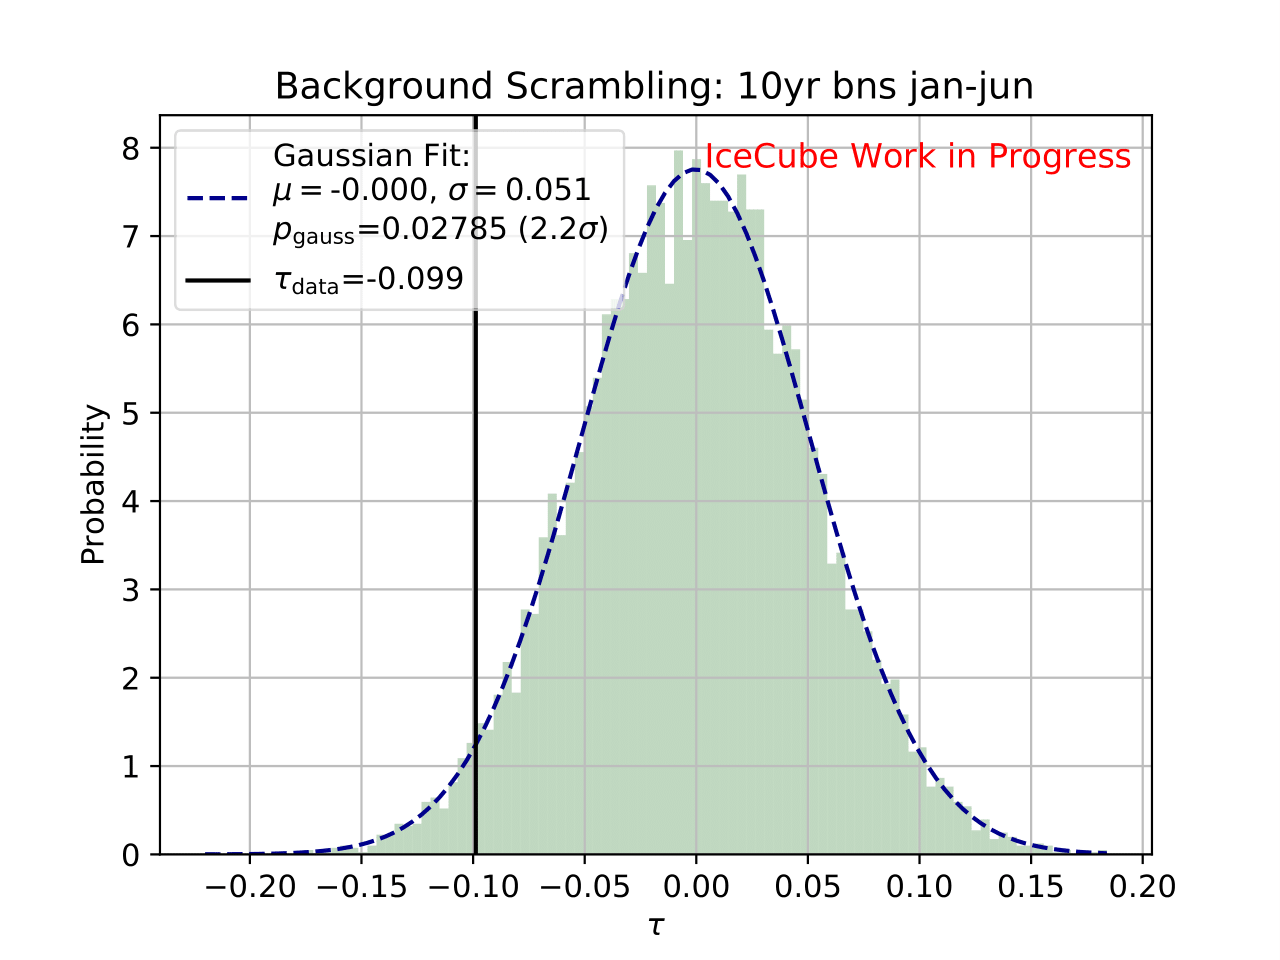 Background Scrambling: 10yr bns jan-jun
IceCube Work in Progress
Gaussian Fit:
μ = -0.000, σ = 0.051
p_gauss=0.02785 (2.2σ)
τ_data=-0.099
8
7
6
5
4
3
2
1
0
Probability
−0.20 −0.15 −0.10 −0.05 0.00 0.05 0.10 0.15 0.20
τ